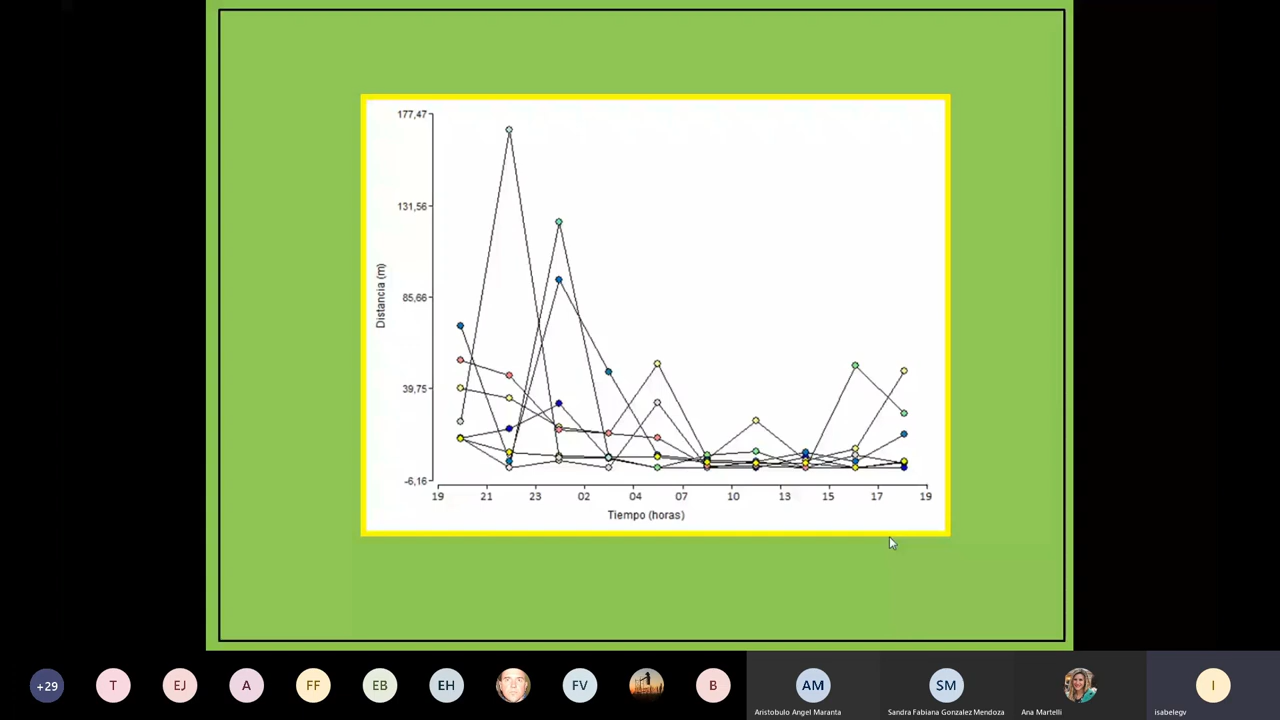 177,47
131,56
85,66
39,75
-6,16
Distancia (m)
19 21 23 02 04 07 10 13 15 17 19
Tiempo (horas)
+29 T EJ A FF EB EH FV B AM SM I
Aristobulo Angel Maranta Sandra Fabiana Gonzalez Mendoza Ana Martelli isabelegv